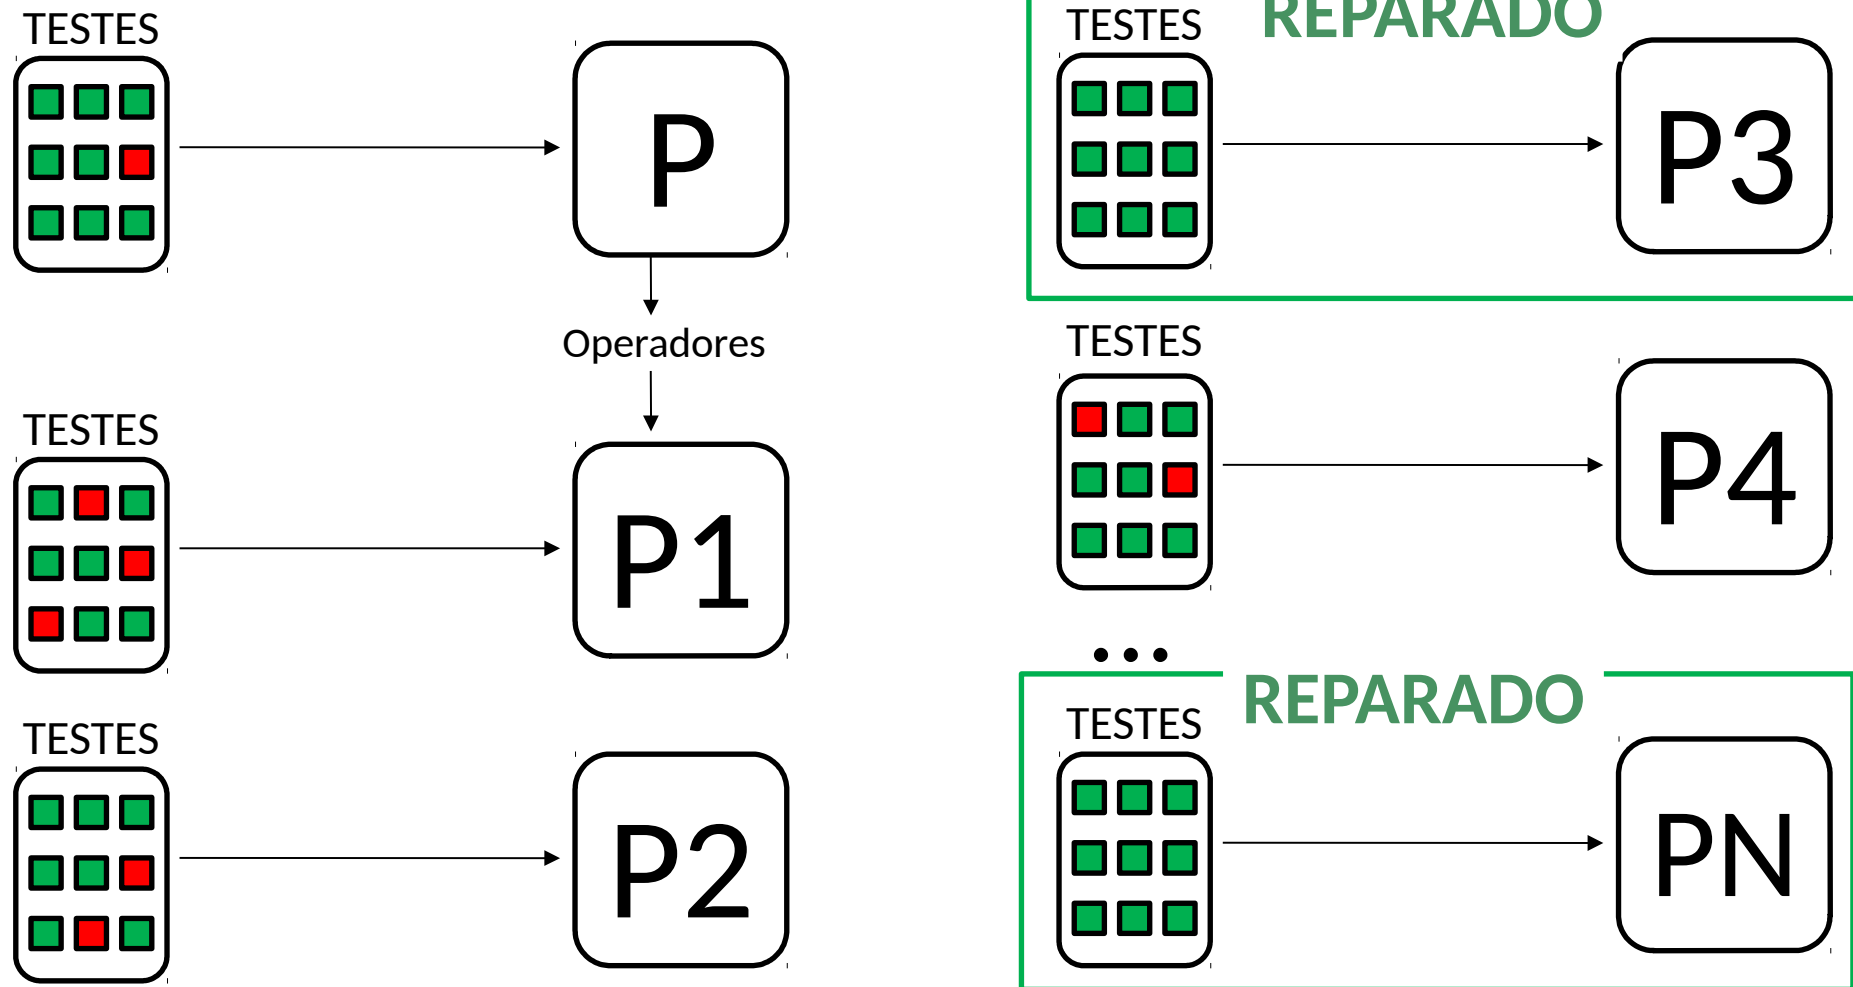 TESTES
P
Operadores
TESTES
P1
TESTES
P2
REPARADO
TESTES
P3
TESTES
P4
...
REPARADO
TESTES
PN